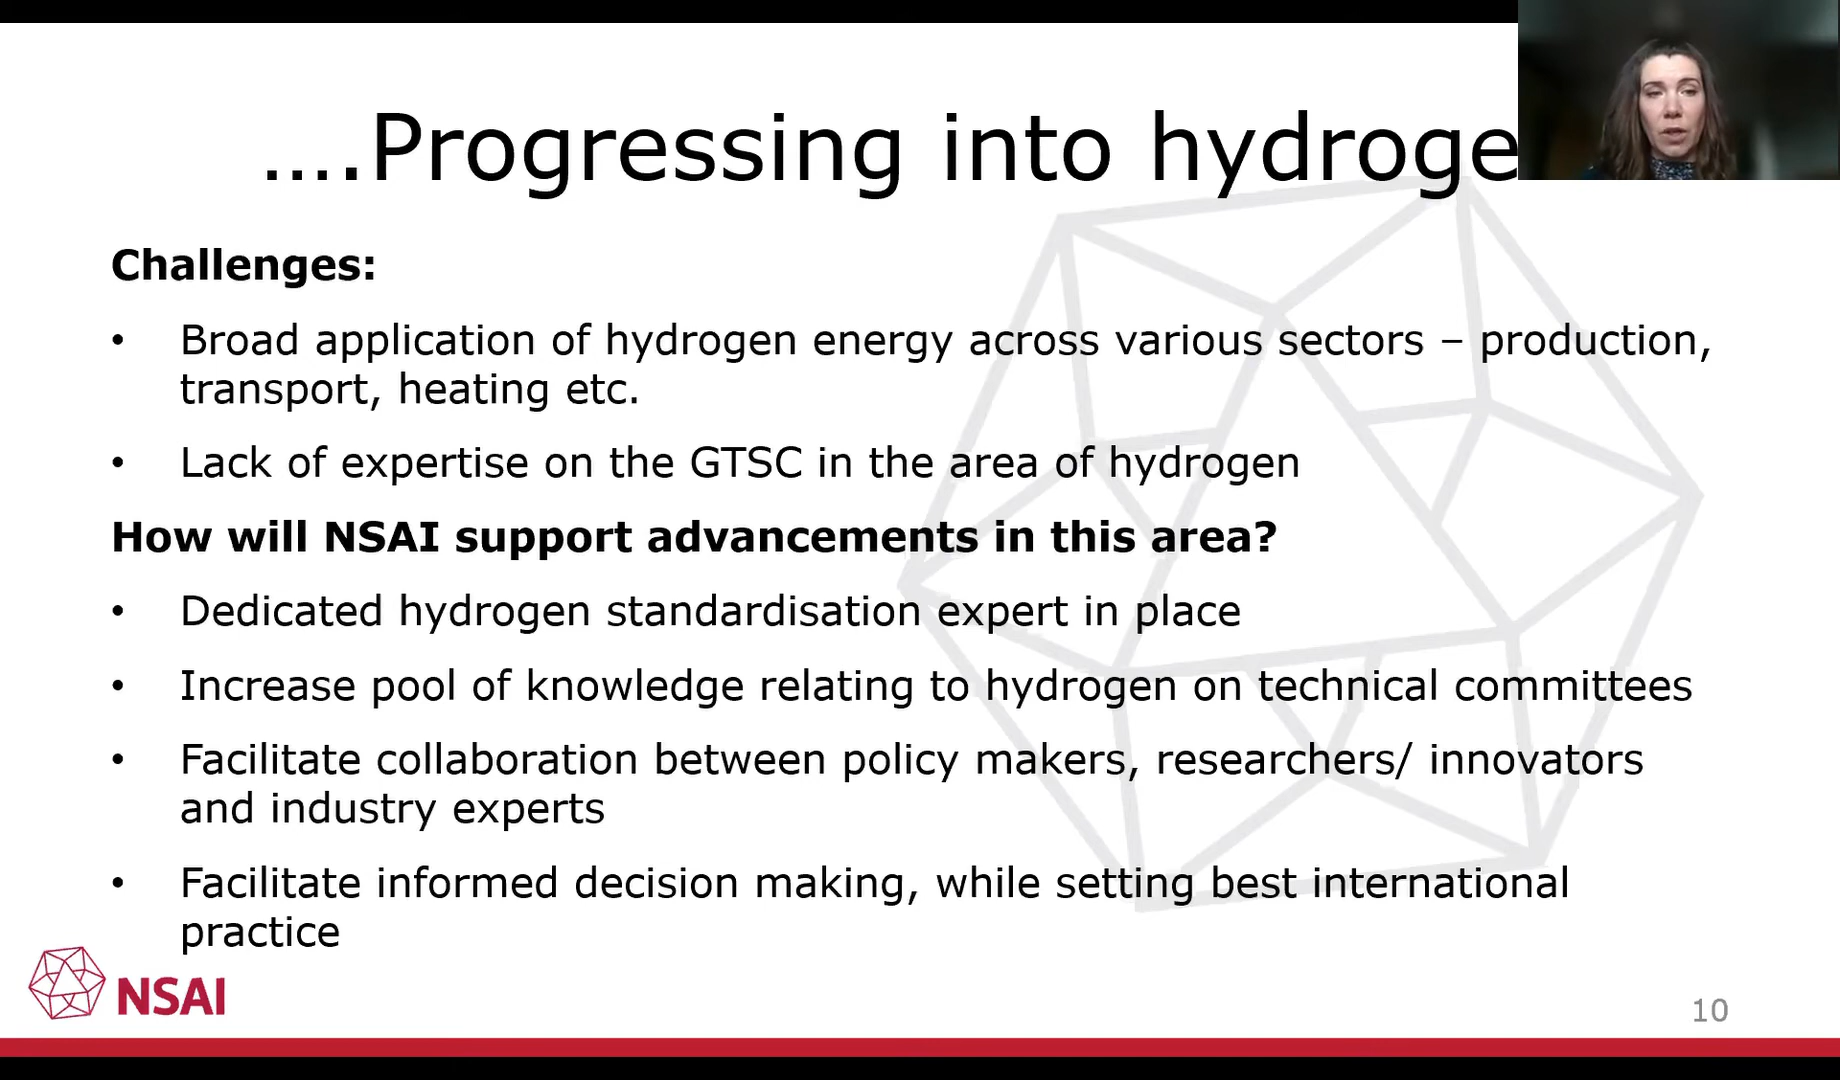 ....Progressing into hydroge
Challenges:
• Broad application of hydrogen energy across various sectors – production,
transport, heating etc.
• Lack of expertise on the GTSC in the area of hydrogen
How will NSAI support advancements in this area?
• Dedicated hydrogen standardisation expert in place
• Increase pool of knowledge relating to hydrogen on technical committees
• Facilitate collaboration between policy makers, researchers/ innovators
and industry experts
• Facilitate informed decision making, while setting best international
practice
NSAI
10